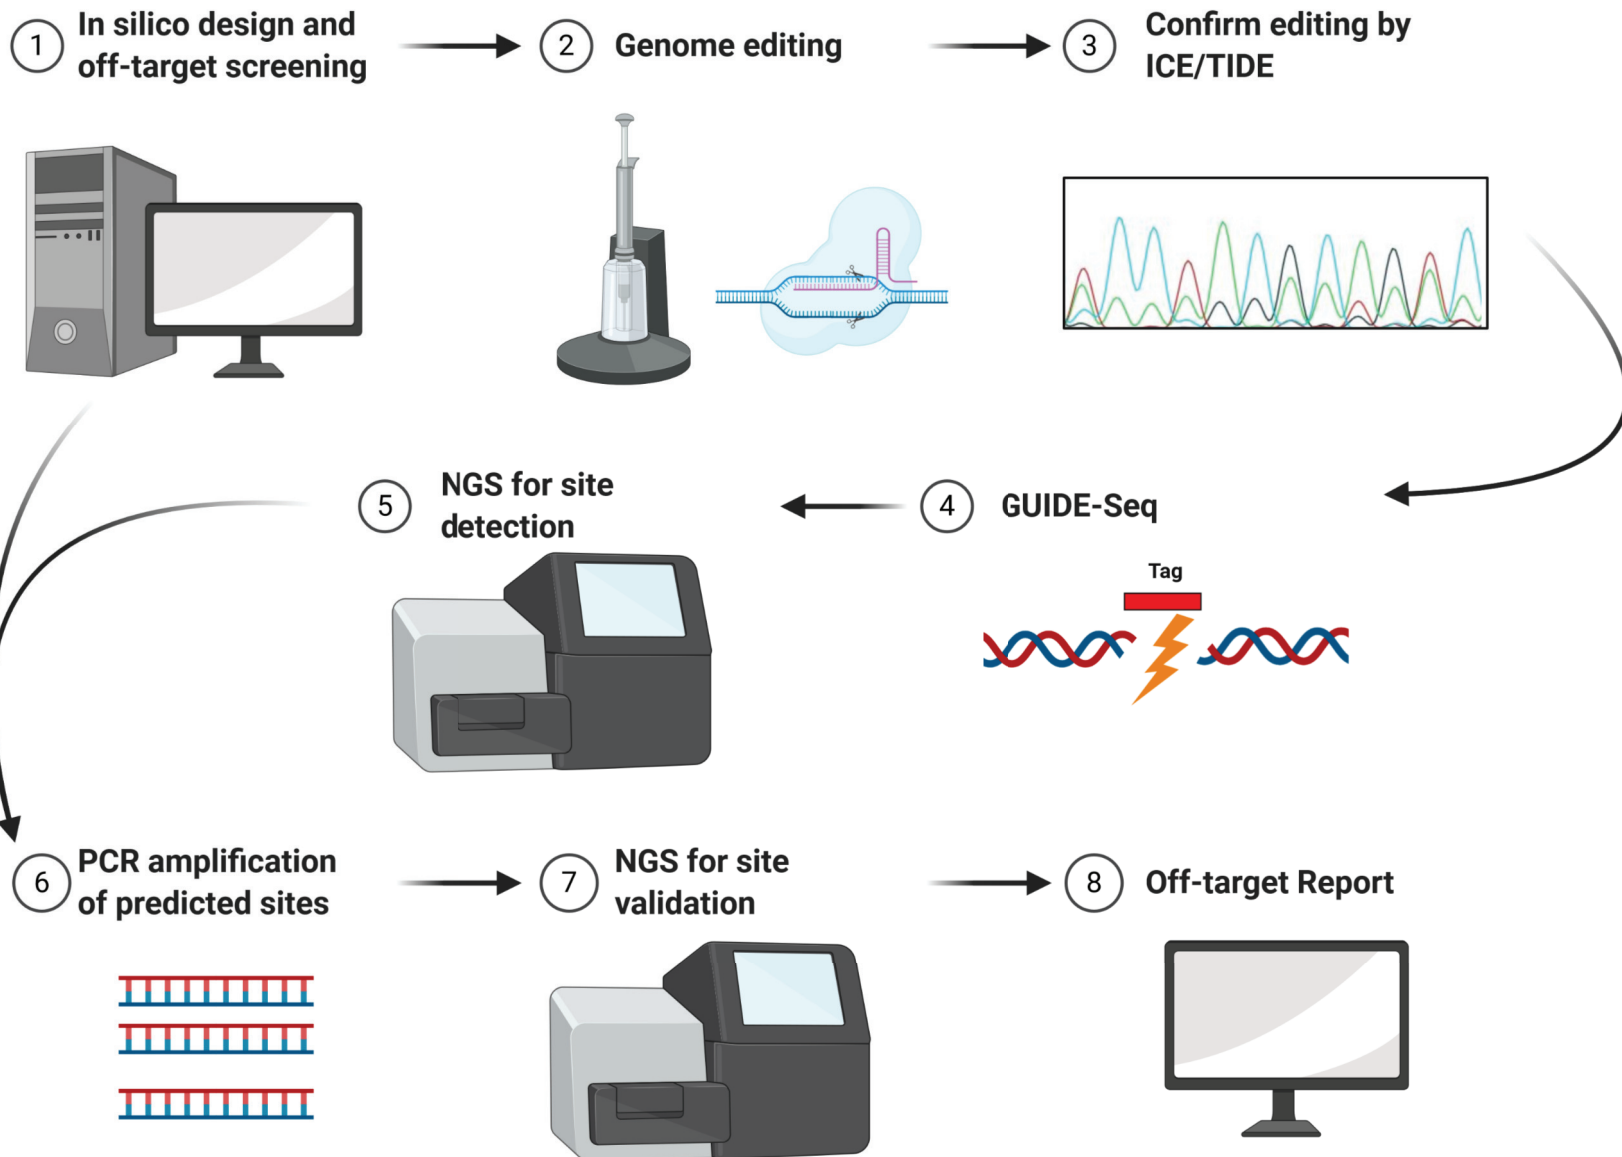 1
In silico design and
off-target screening
2
Genome editing
3
Confirm editing by
ICE/TIDE
4
GUIDE-Seq
Tag
5
NGS for site
detection
6
PCR amplification
of predicted sites
7
NGS for site
validation
8
Off-target Report